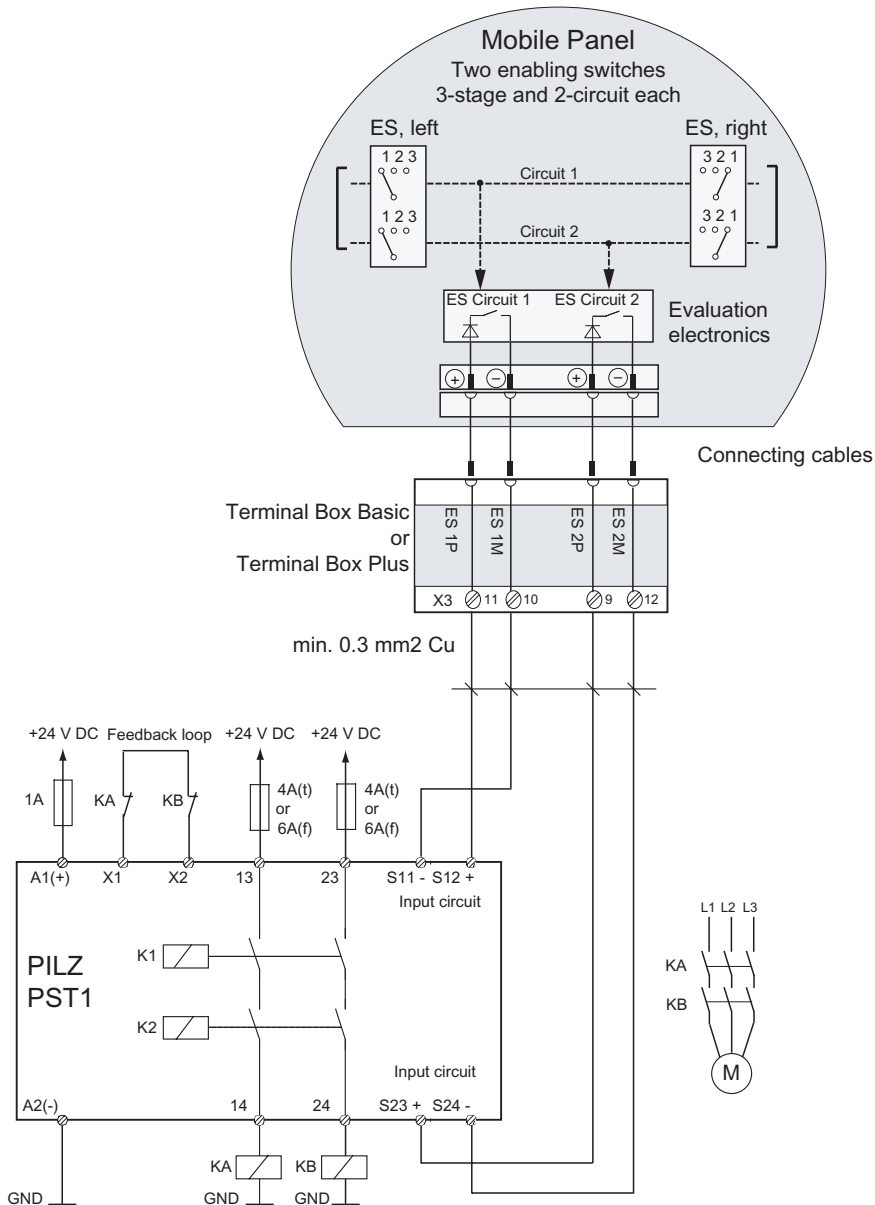 Mobile Panel
Two enabling switches
3-stage and 2-circuit each
ES, left
ES, right
1 2 3
3 2 1
Circuit 1
1 2 3
3 2 1
Circuit 2
ES Circuit 1
ES Circuit 2
Evaluation
electronics
+
−
+
−
Connecting cables
Terminal Box Basic
or
Terminal Box Plus
ES 1P
ES 1M
ES 2P
ES 2M
X3
11
10
9
12
min. 0.3 mm2 Cu
+24 V DC
Feedback loop
+24 V DC
+24 V DC
1A
KA
KB
4A(t)
or
6A(f)
4A(t)
or
6A(f)
A1(+)
X1
X2
13
23
S11 -
S12 +
Input circuit
L1
L2
L3
KA
KB
M
PILZ
PST1
K1
K2
Input circuit
A2(-)
14
24
S23 +
S24 -
KA
KB
GND
GND
GND